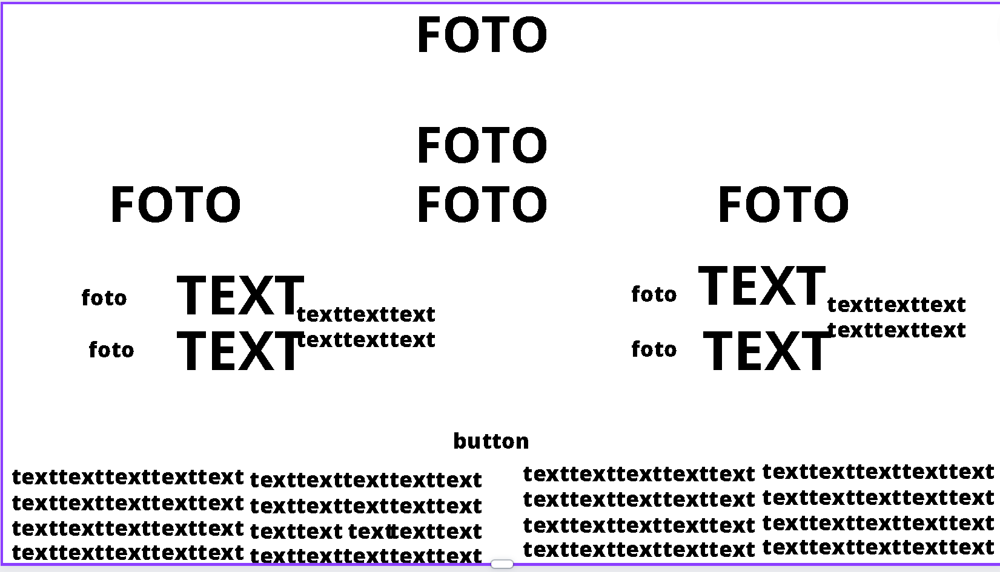 FOTO
FOTO
FOTO FOTO FOTO
foto TEXT texttexttext foto TEXT texttexttext
foto TEXT texttexttext foto TEXT texttexttext
button
texttexttexttexttext texttexttexttexttext texttexttexttexttext texttexttexttexttext
texttexttexttexttext texttexttexttexttext texttexttexttexttext texttexttexttexttext
texttexttexttexttext texttext texttexttext texttexttexttexttext texttexttexttexttext
texttexttexttexttext texttexttexttexttext texttexttexttexttext texttexttexttexttext